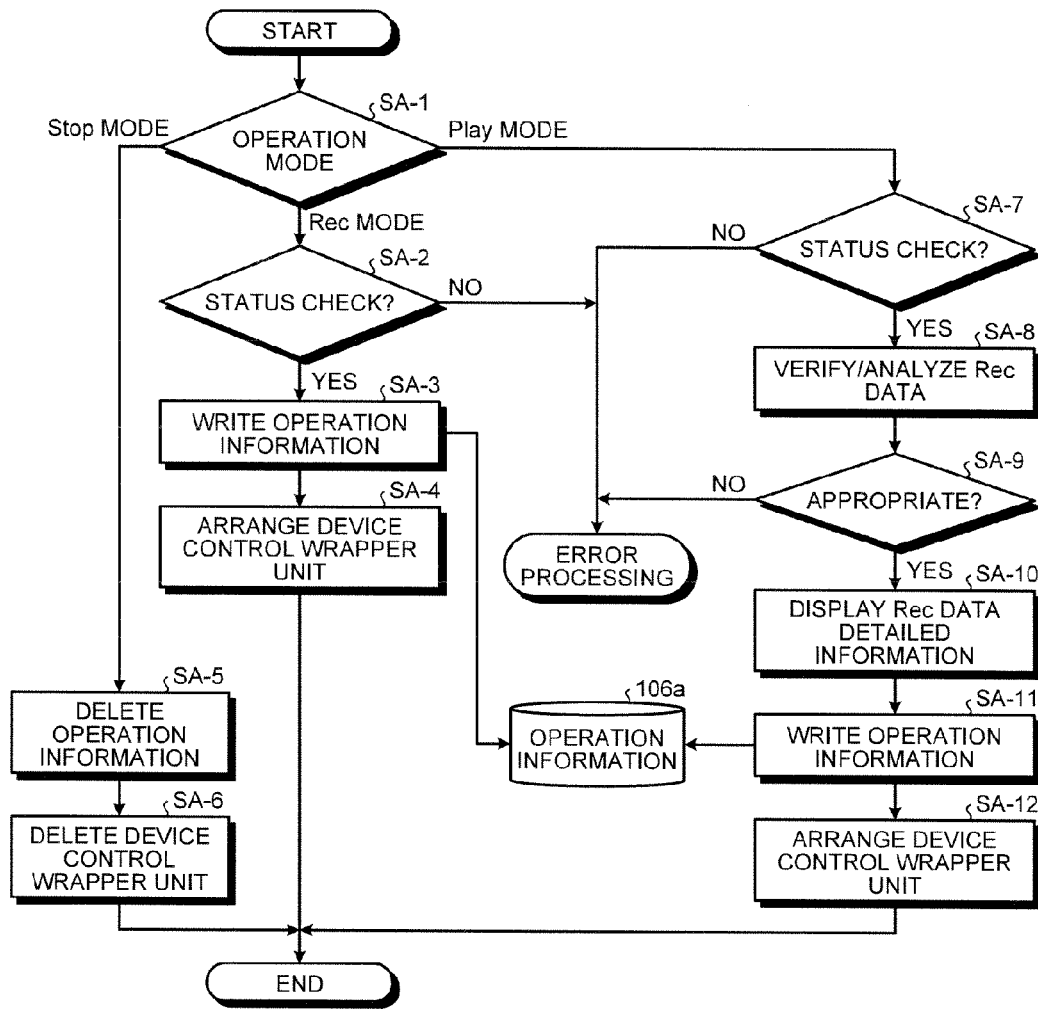 START
SA-1
Stop MODE
OPERATION
MODE
Play MODE
Rec MODE
SA-2
STATUS CHECK?
NO
SA-7
NO
STATUS CHECK?
YES
SA-3
WRITE OPERATION
INFORMATION
YES
SA-8
VERIFY/ANALYZE Rec
DATA
SA-4
ARRANGE DEVICE
CONTROL WRAPPER
UNIT
SA-9
NO
APPROPRIATE?
ERROR
PROCESSING
YES
SA-10
DISPLAY Rec DATA
DETAILED
INFORMATION
SA-5
DELETE
OPERATION
INFORMATION
106a
OPERATION
INFORMATION
SA-11
WRITE OPERATION
INFORMATION
SA-6
DELETE DEVICE
CONTROL
WRAPPER UNIT
SA-12
ARRANGE DEVICE
CONTROL WRAPPER
UNIT
END